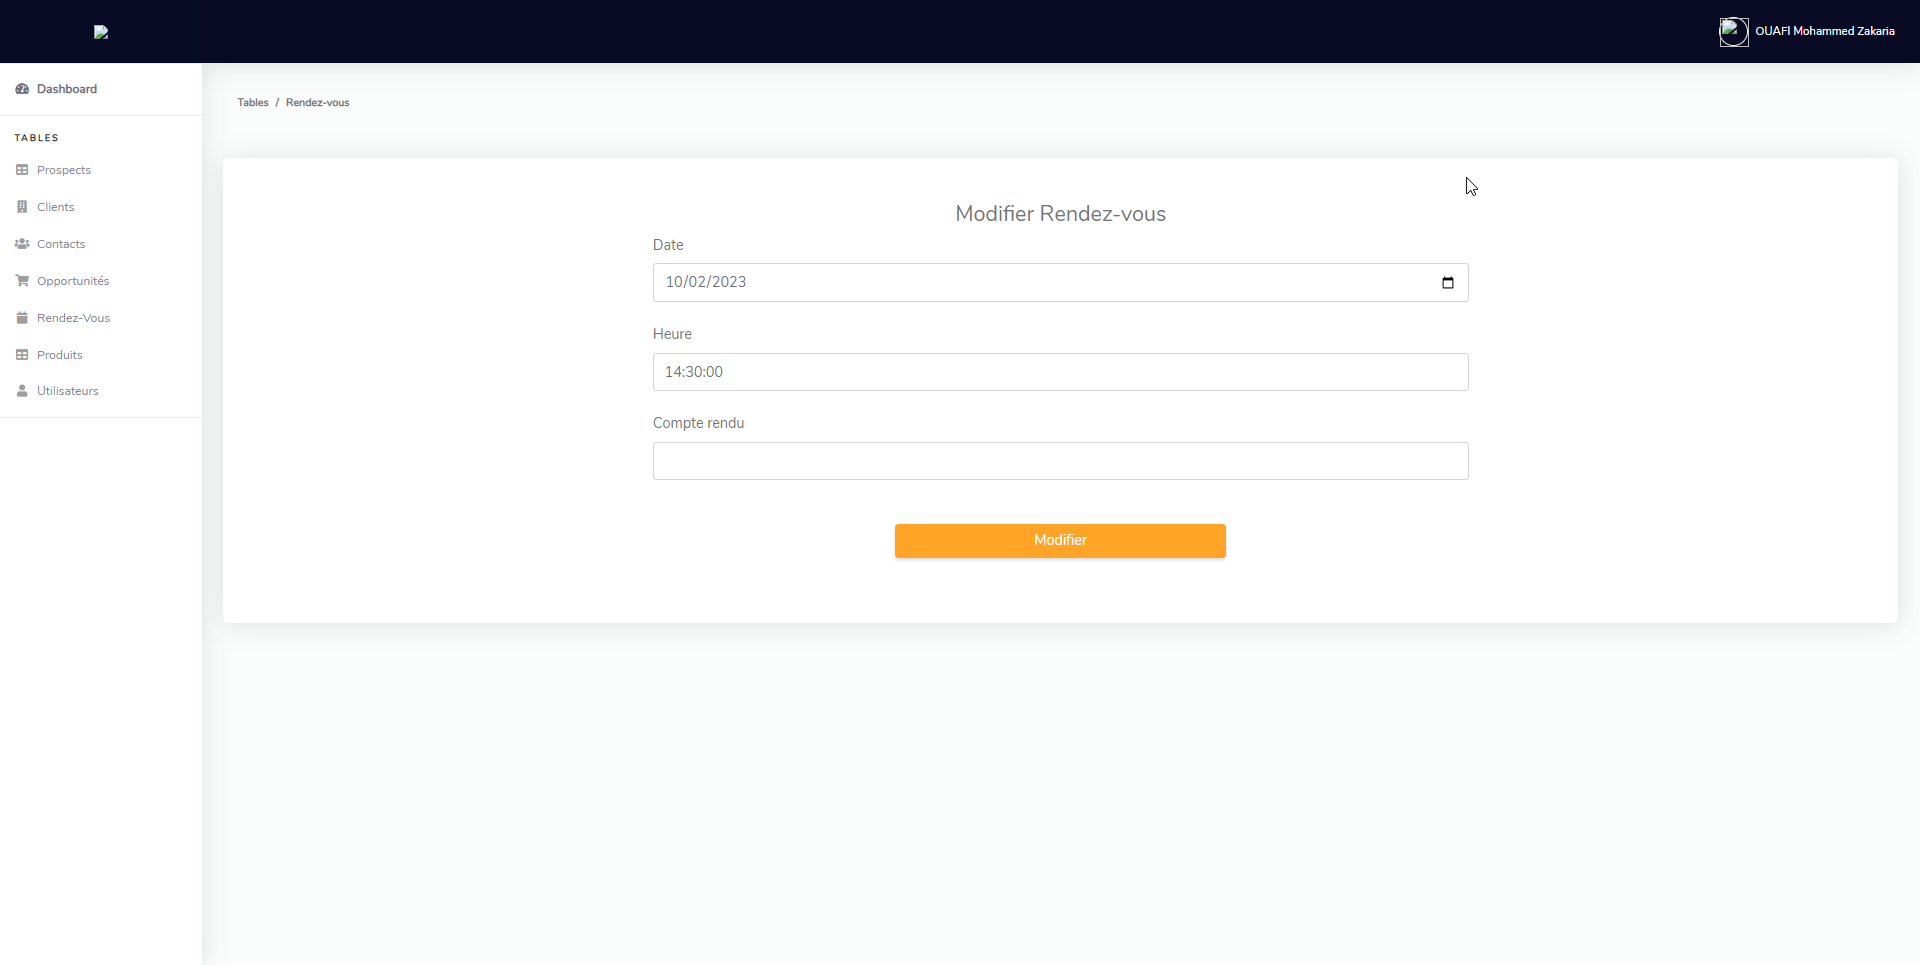 OUAFI Mohammed Zakaria
Dashboard
TABLES
Prospects
Clients
Contacts
Opportunités
Rendez-Vous
Produits
Utilisateurs
Tables / Rendez-vous
Modifier Rendez-vous
Date
10/02/2023
Heure
14:30:00
Compte rendu
Modifier